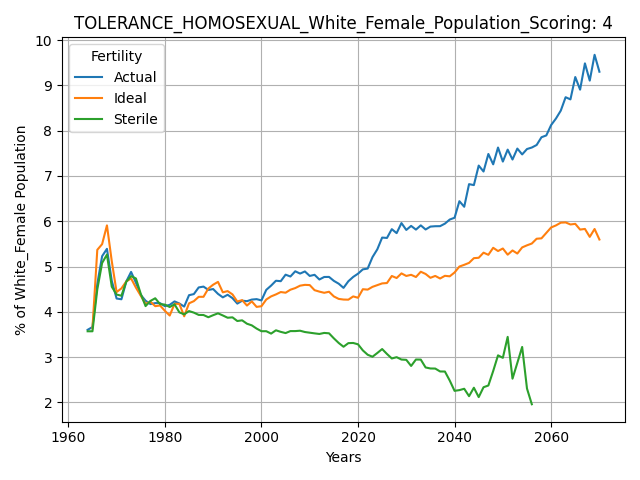 TOLERANCE_HOMOSEXUAL_White_Female_Population_Scoring: 4
10
9
8
7
6
5
4
3
2
% of White_Female Population
Fertility
Actual
Ideal
Sterile
1960 1980 2000 2020 2040 2060
Years